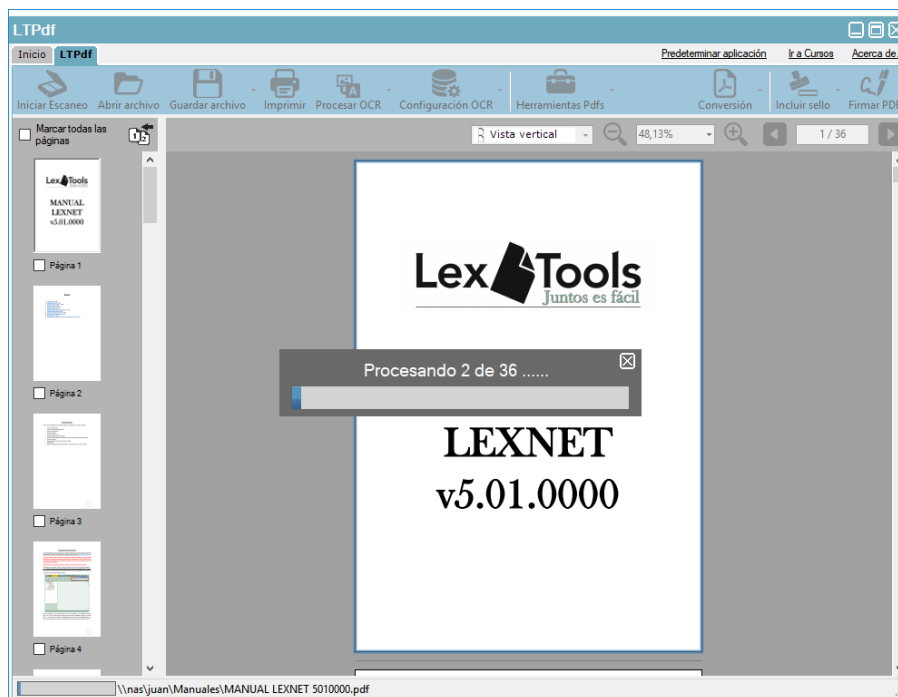 LTPdf
Inicio LTPdf Predeterminar aplicación Ir a Cursos Acerca de
Iniciar Escaneo Abrir archivo Guardar archivo Imprimir Procesar OCR Configuración OCR Herramientas Pdfs Conversión Incluir sello Firmar PDF
Marcar todas las
páginas
Vista vertical 48,13% 1 / 36
Lex Tools
Juntos es fácil
MANUAL
LEXNET
v5.01.0000
Página 1
Página 2
Página 3
Página 4
Lex Tools
Juntos es fácil
Procesando 2 de 36 ......
LEXNET
v5.01.0000
\\nas\juan\Manuales\MANUAL LEXNET 5010000.pdf